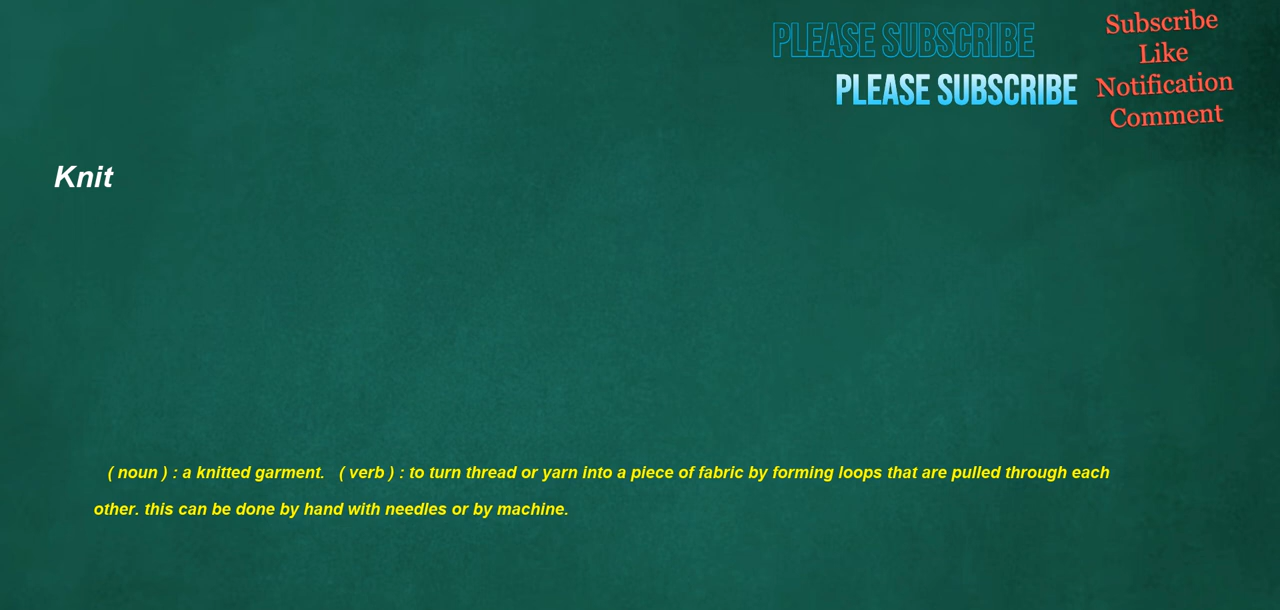 PLEASE SUBSCRIBE
PLEASE SUBSCRIBE
Subscribe
Like
Notification
Comment
Knit
( noun ) : a knitted garment. ( verb ) : to turn thread or yarn into a piece of fabric by forming loops that are pulled through each
other. this can be done by hand with needles or by machine.